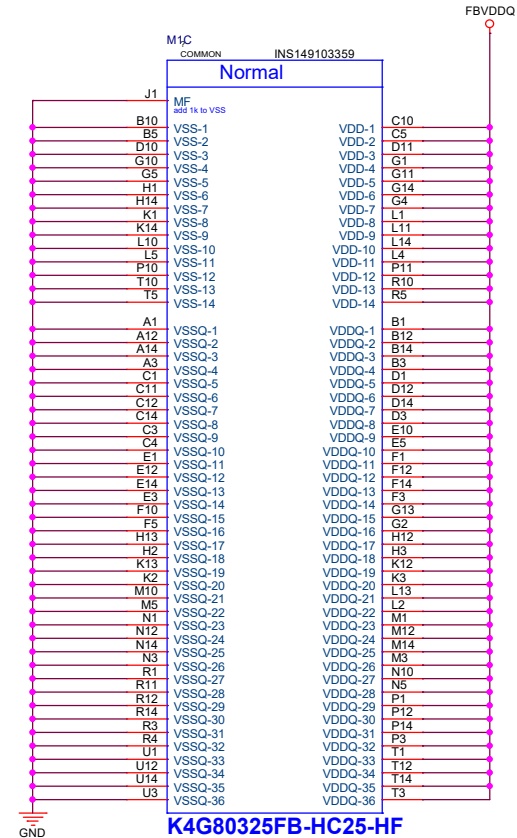 FBVDDQ
M1C
COMMON INS149103359
Normal
J1 MF
add 1k to VSS
B10 VSS-1 VDD-1 C10
B5 VSS-2 VDD-2 C5
D10 VSS-3 VDD-3 D11
G10 VSS-4 VDD-4 G1
G5 VSS-5 VDD-5 G11
H1 VSS-6 VDD-6 G14
H14 VSS-7 VDD-7 G4
K1 VSS-8 VDD-8 L1
K14 VSS-9 VDD-9 L11
L10 VSS-10 VDD-10 L14
L5 VSS-11 VDD-11 L4
P10 VSS-12 VDD-12 P11
T10 VSS-13 VDD-13 R10
T5 VSS-14 VDD-14 R5
A1 VSSQ-1 VDDQ-1 B1
A12 VSSQ-2 VDDQ-2 B12
A14 VSSQ-3 VDDQ-3 B14
A3 VSSQ-4 VDDQ-4 B3
C1 VSSQ-5 VDDQ-5 D1
C11 VSSQ-6 VDDQ-6 D12
C12 VSSQ-7 VDDQ-7 D14
C14 VSSQ-8 VDDQ-8 D3
C3 VSSQ-9 VDDQ-9 E10
C4 VSSQ-10 VDDQ-10 E5
E1 VSSQ-11 VDDQ-11 F1
E12 VSSQ-12 VDDQ-12 F12
E14 VSSQ-13 VDDQ-13 F14
E3 VSSQ-14 VDDQ-14 F3
F10 VSSQ-15 VDDQ-15 G13
F5 VSSQ-16 VDDQ-16 G2
H13 VSSQ-17 VDDQ-17 H12
H2 VSSQ-18 VDDQ-18 H3
K13 VSSQ-19 VDDQ-19 K12
K2 VSSQ-20 VDDQ-20 K3
M10 VSSQ-21 VDDQ-21 L13
M5 VSSQ-22 VDDQ-22 L2
N1 VSSQ-23 VDDQ-23 M1
N12 VSSQ-24 VDDQ-24 M12
N14 VSSQ-25 VDDQ-25 M14
N3 VSSQ-26 VDDQ-26 M3
R1 VSSQ-27 VDDQ-27 N10
R11 VSSQ-28 VDDQ-28 N5
R12 VSSQ-29 VDDQ-29 P1
R14 VSSQ-30 VDDQ-30 P12
R3 VSSQ-31 VDDQ-31 P14
R4 VSSQ-32 VDDQ-32 P3
U1 VSSQ-33 VDDQ-33 T1
U12 VSSQ-34 VDDQ-34 T12
U14 VSSQ-35 VDDQ-35 T14
U3 VSSQ-36 VDDQ-36 T3
K4G80325FB-HC25-HF
GND